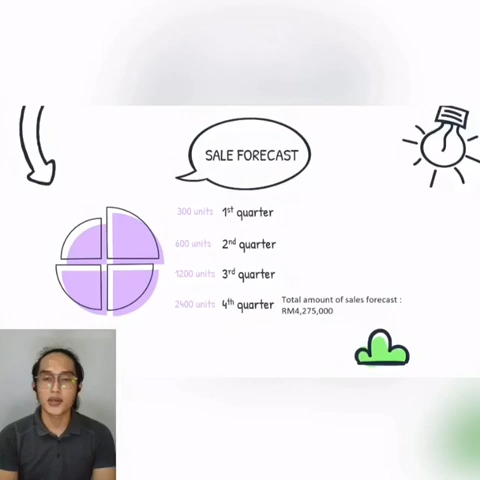 SALE FORECAST
300 units 1st quarter
600 units 2nd quarter
1200 units 3rd quarter
2400 units 4th quarter
Total amount of sales forecast :
RM4,275,000